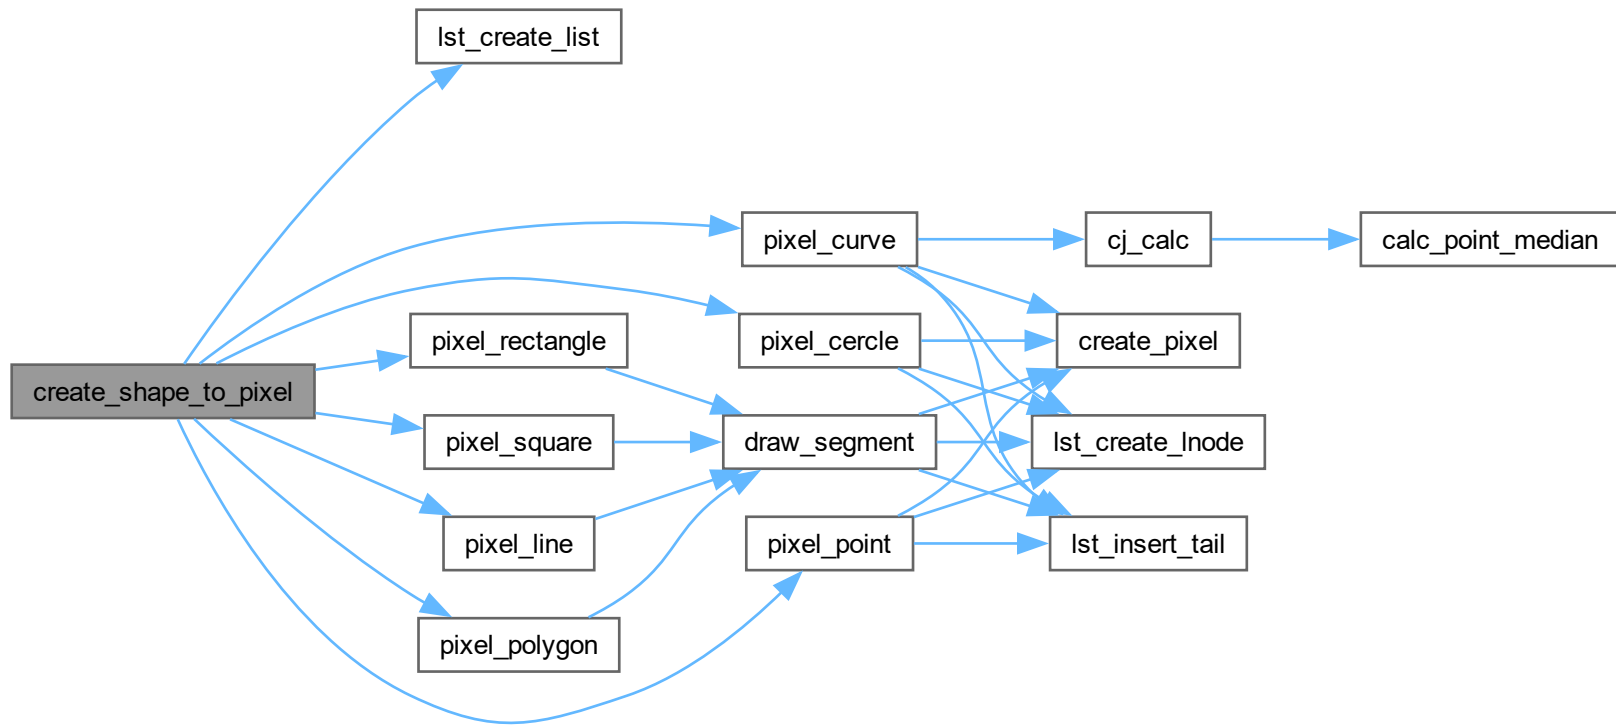 lst_create_list
pixel_curve
cj_calc
calc_point_median
pixel_rectangle
pixel_cercle
create_pixel
create_shape_to_pixel
pixel_square
draw_segment
lst_create_lnode
pixel_line
pixel_point
lst_insert_tail
pixel_polygon